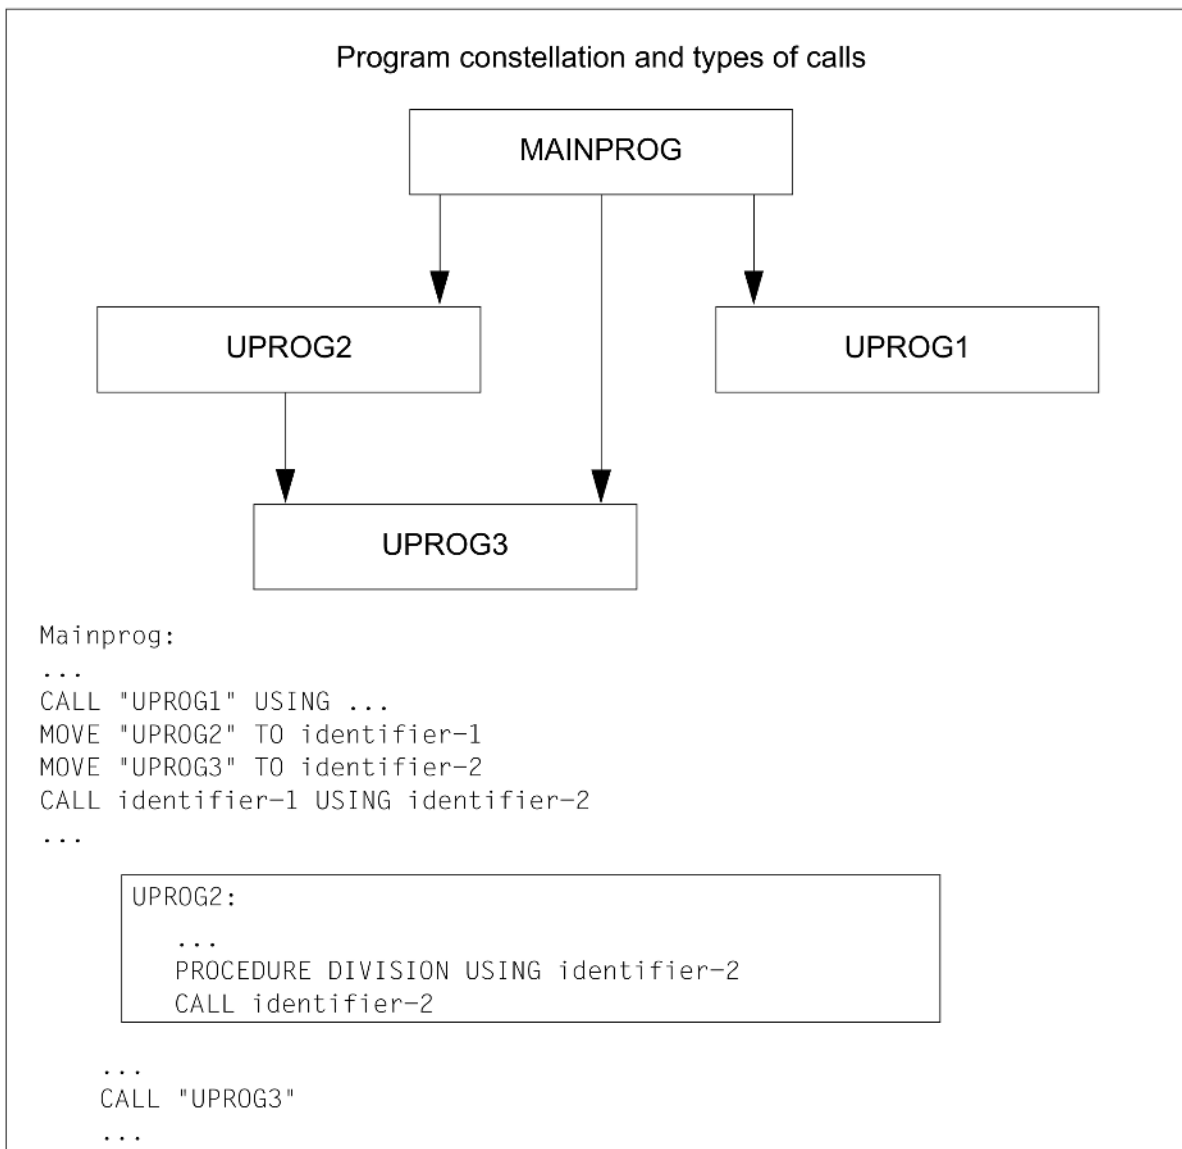 Program constellation and types of calls
MAINPROG
UPROG2
UPROG1
UPROG3
Mainprog:
...
CALL "UPROG1" USING ...
MOVE "UPROG2" TO identifier-1
MOVE "UPROG3" TO identifier-2
CALL identifier-1 USING identifier-2
...
UPROG2:
...
PROCEDURE DIVISION USING identifier-2
CALL identifier-2
...
CALL "UPROG3"
...